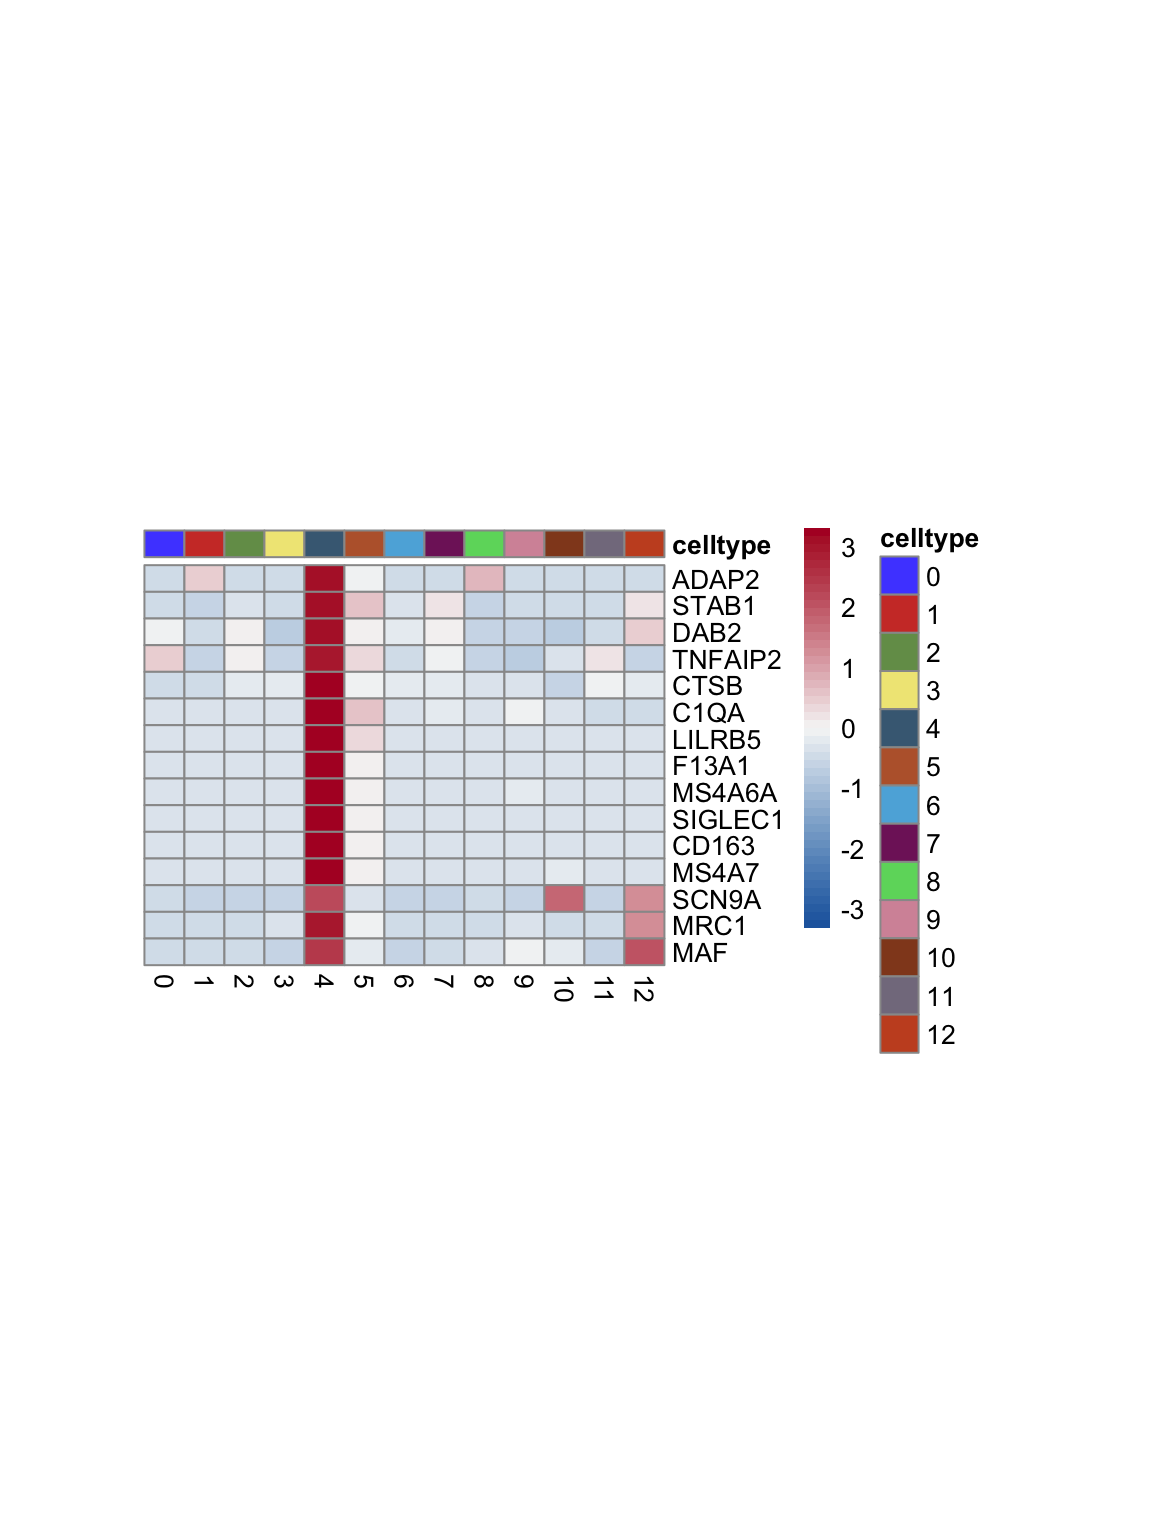 celltype
ADAP2
STAB1
DAB2
TNFAIP2
CTSB
C1QA
LILRB5
F13A1
MS4A6A
SIGLEC1
CD163
MS4A7
SCN9A
MRC1
MAF
0 1 2 3 4 5 6 7 8 9 10 11 12
3
2
1
0
-1
-2
-3
celltype
0
1
2
3
4
5
6
7
8
9
10
11
12